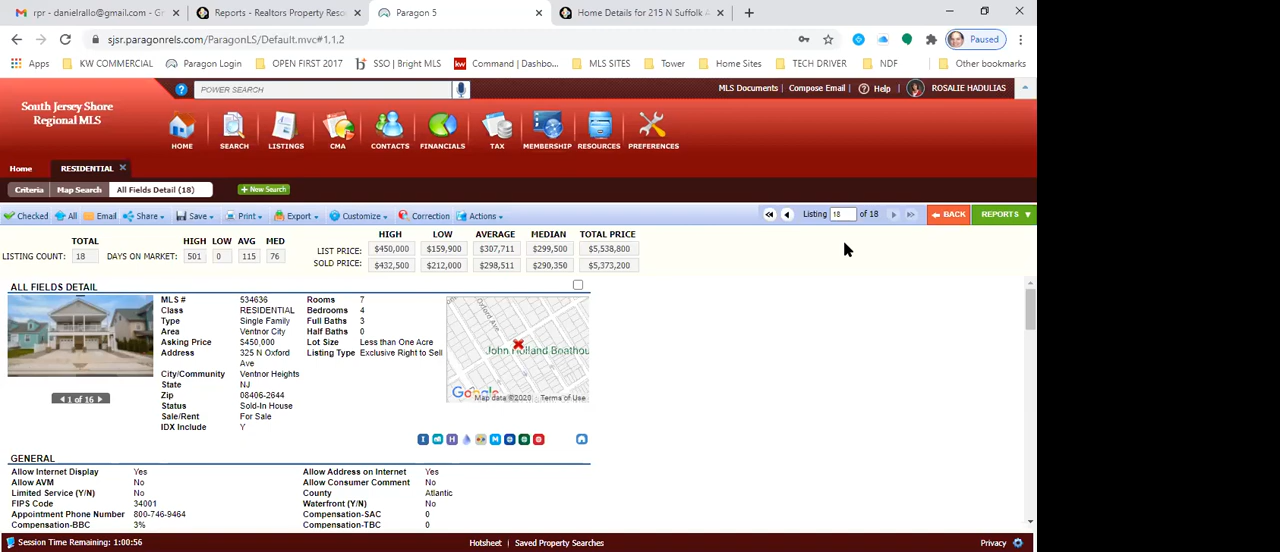 rpr - danielrallo@gmail.com - Gr
Reports - Realtors Property Reso
Paragon 5
Home Details for 215 N Suffolk A
sjsr.paragonrels.com/ParagonLS/Default.mvc#1,1,2
Paused
Apps
KW COMMERCIAL
Paragon Login
OPEN FIRST 2017
SSO | Bright MLS
kw
Command | Dashbo...
MLS SITES
Tower
Home Sites
TECH DRIVER
NDF
Other bookmarks
South Jersey Shore
Regional MLS
POWER SEARCH
MLS Documents
Compose Email
Help
ROSALIE HADULIAS
HOME
SEARCH
LISTINGS
CMA
CONTACTS
FINANCIALS
TAX
MEMBERSHIP
RESOURCES
PREFERENCES
Home
RESIDENTIAL
Criteria
Map Search
All Fields Detail (18)
+ New Search
Checked
All
Email
Share
Save
Print
Export
Customize
Correction
Actions
Listing 18 of 18
BACK
REPORTS
TOTAL HIGH LOW AVG MED
LISTING COUNT: 18 DAYS ON MARKET: 501 0 115 76
HIGH LOW AVERAGE MEDIAN TOTAL PRICE
LIST PRICE: $450,000 $159,900 $307,711 $299,500 $5,538,800
SOLD PRICE: $432,500 $212,000 $298,511 $290,350 $5,373,200
ALL FIELDS DETAIL
1 of 16
MLS # 534636
Class RESIDENTIAL
Type Single Family
Area Ventnor City
Asking Price $450,000
Address 325 N Oxford
Ave
City/Community Ventnor Heights
State NJ
Zip 08406-2644
Status Sold-In House
Sale/Rent For Sale
IDX Include Y
Rooms 7
Bedrooms 4
Full Baths 3
Half Baths 0
Lot Size Less than One Acre
Listing Type Exclusive Right to Sell
Oxford Ave
John Holland Boathou
Google
Map data ©2020 Terms of Use
I
H
M
GENERAL
Allow Internet Display Yes
Allow AVM No
Limited Service (Y/N) No
FIPS Code 34001
Appointment Phone Number 800-746-9464
Compensation-BBC 3%
Allow Address on Internet Yes
Allow Consumer Comment No
County Atlantic
Waterfront (Y/N) No
Compensation-SAC 0
Compensation-TBC 0
Session Time Remaining: 1:00:56
Hotsheet | Saved Property Searches
Privacy